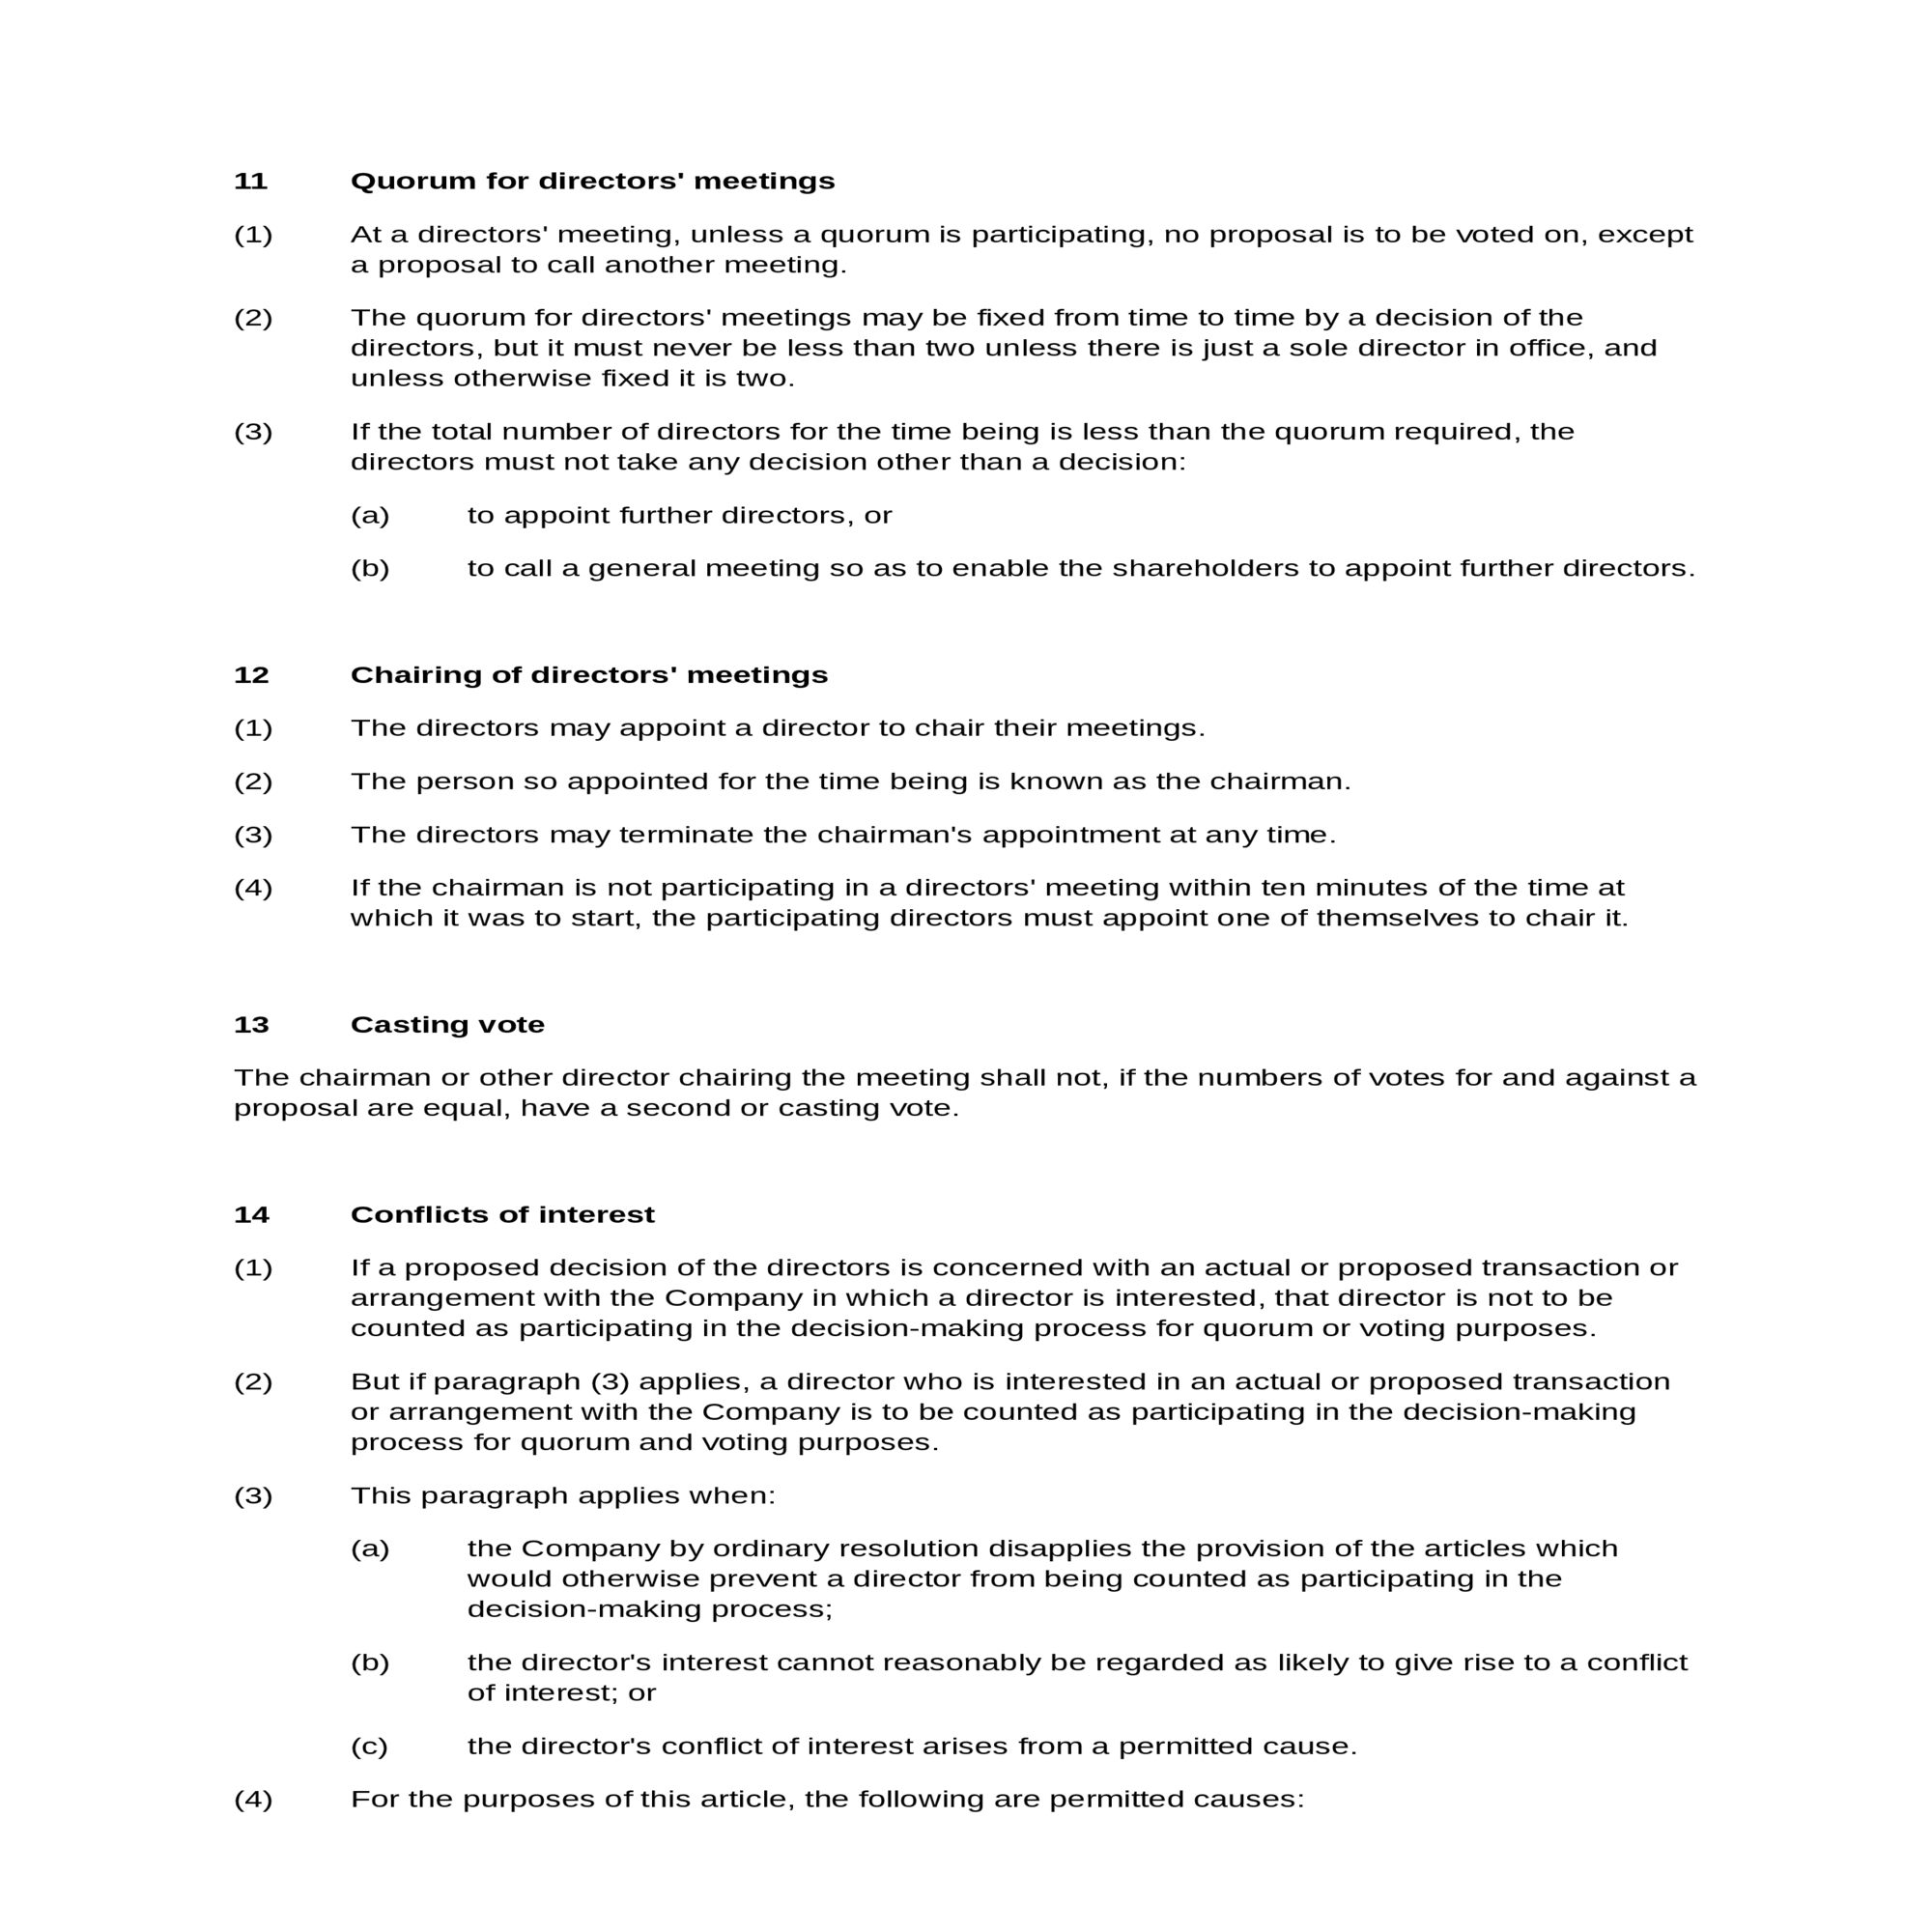 11 Quorum for directors' meetings
(1) At a directors' meeting, unless a quorum is participating, no proposal is to be voted on, except
a proposal to call another meeting.
(2) The quorum for directors' meetings may be fixed from time to time by a decision of the
directors, but it must never be less than two unless there is just a sole director in office, and
unless otherwise fixed it is two.
(3) If the total number of directors for the time being is less than the quorum required, the
directors must not take any decision other than a decision:
(a) to appoint further directors, or
(b) to call a general meeting so as to enable the shareholders to appoint further directors.
12 Chairing of directors' meetings
(1) The directors may appoint a director to chair their meetings.
(2) The person so appointed for the time being is known as the chairman.
(3) The directors may terminate the chairman's appointment at any time.
(4) If the chairman is not participating in a directors' meeting within ten minutes of the time at
which it was to start, the participating directors must appoint one of themselves to chair it.
13 Casting vote
The chairman or other director chairing the meeting shall not, if the numbers of votes for and against a
proposal are equal, have a second or casting vote.
14 Conflicts of interest
(1) If a proposed decision of the directors is concerned with an actual or proposed transaction or
arrangement with the Company in which a director is interested, that director is not to be
counted as participating in the decision-making process for quorum or voting purposes.
(2) But if paragraph (3) applies, a director who is interested in an actual or proposed transaction
or arrangement with the Company is to be counted as participating in the decision-making
process for quorum and voting purposes.
(3) This paragraph applies when:
(a) the Company by ordinary resolution disapplies the provision of the articles which
would otherwise prevent a director from being counted as participating in the
decision-making process;
(b) the director's interest cannot reasonably be regarded as likely to give rise to a conflict
of interest; or
(c) the director's conflict of interest arises from a permitted cause.
(4) For the purposes of this article, the following are permitted causes: